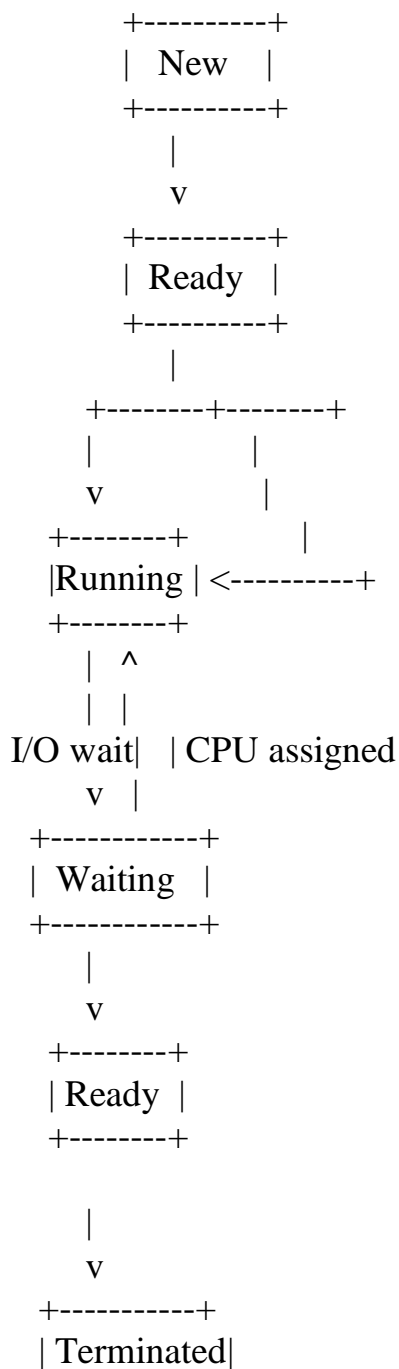 +----------+
| New |
+----------+
|
v
+----------+
| Ready |
+----------+
|
+--------+--------+
| |
v |
+--------+ |
|Running | <----------+
+--------+
| ^
| |
I/O wait| | CPU assigned
v |
+------------+
| Waiting |
+------------+
|
v
+--------+
| Ready |
+--------+
|
v
+-----------+
| Terminated|